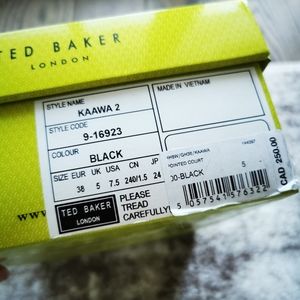 TED BAKER
LONDON
STYLE NAME
KAAWA 2
STYLE CODE
9-16923
COLOUR
BLACK
SIZE EUR UK USA CN JP
38 5 7.5 240/1.5 24
MADE IN VIETNAM
TED BAKER
LONDON
PLEASE
TREAD
CAREFULLY!
www.
POINTED COURT
00-BLACK 5
CAD 250.00
5 057541 576322